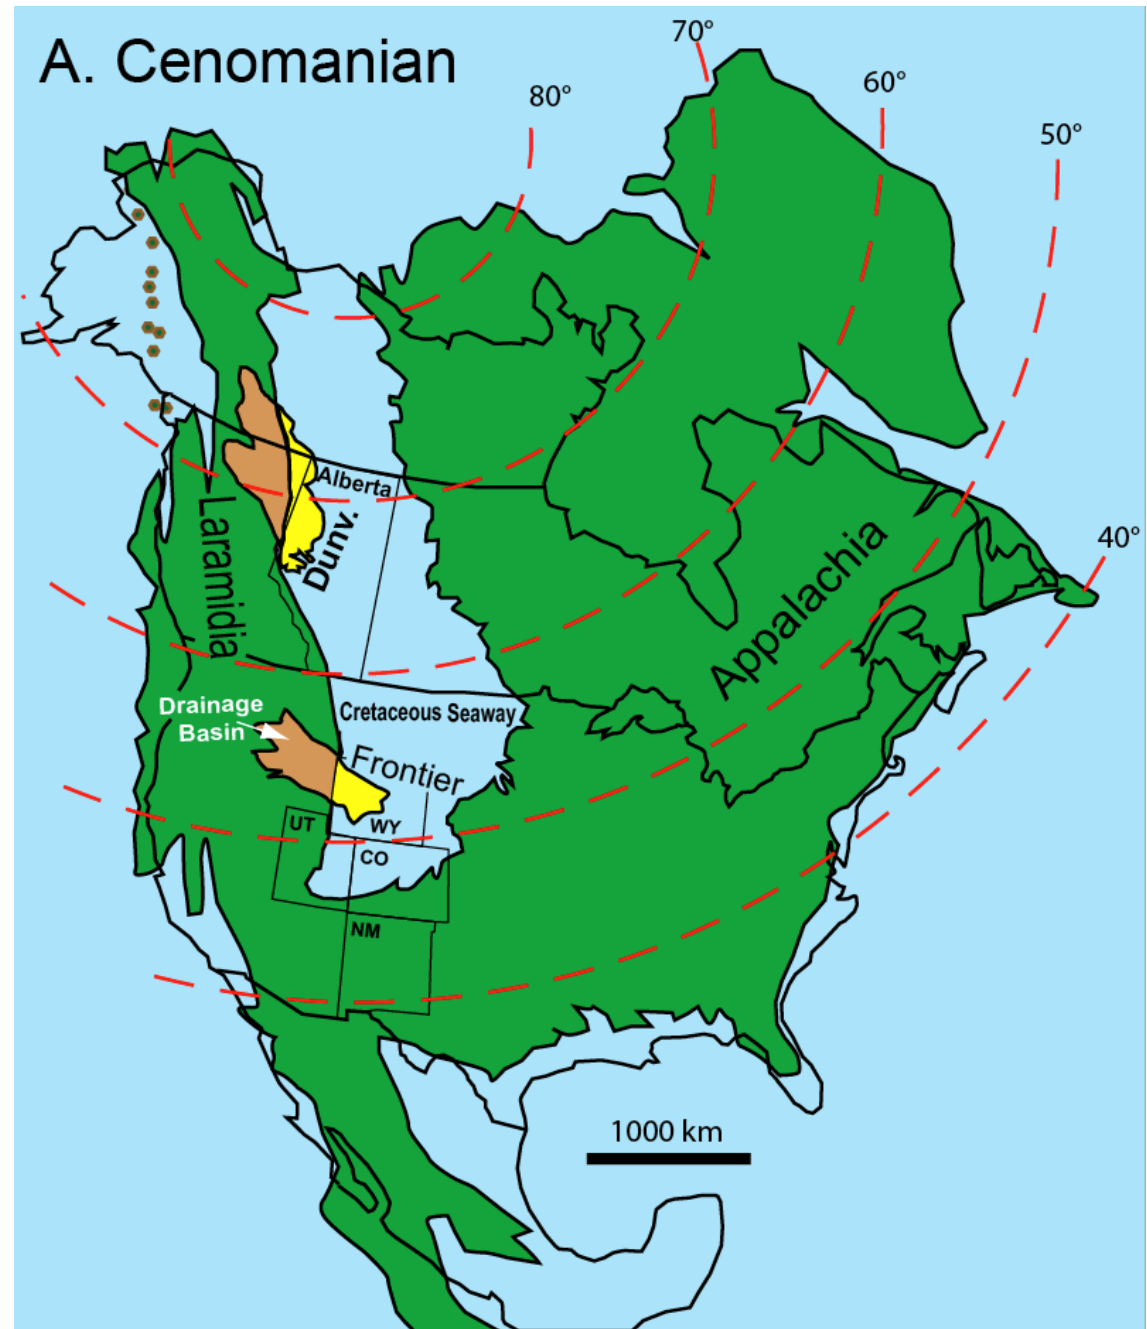 A. Cenomanian
70°
80°
60°
50°
40°
Alberta
Dunv.
Laramidia
Appalachia
Drainage
Basin
Cretaceous Seaway
Frontier
UT
WY
CO
NM
1000 km